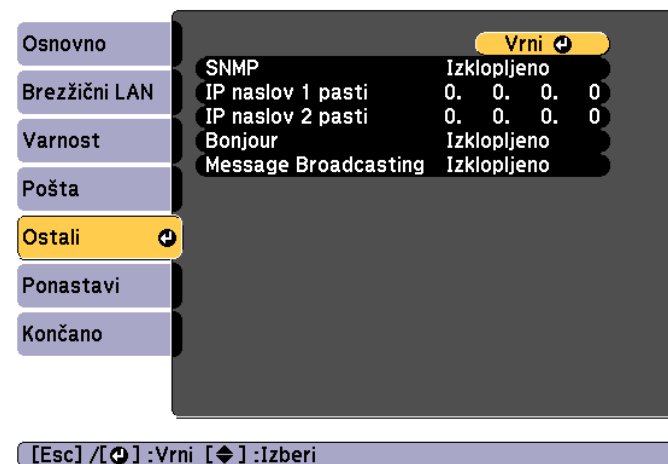 Osnovno
Brezžični LAN
Varnost
Pošta
Ostali
Ponastavi
Končano
Vrni
SNMP Izklopljeno
IP naslov 1 pasti 0. 0. 0. 0
IP naslov 2 pasti 0. 0. 0. 0
Bonjour Izklopljeno
Message Broadcasting Izklopljeno
[Esc] /[⏎] :Vrni [◆] :Izberi